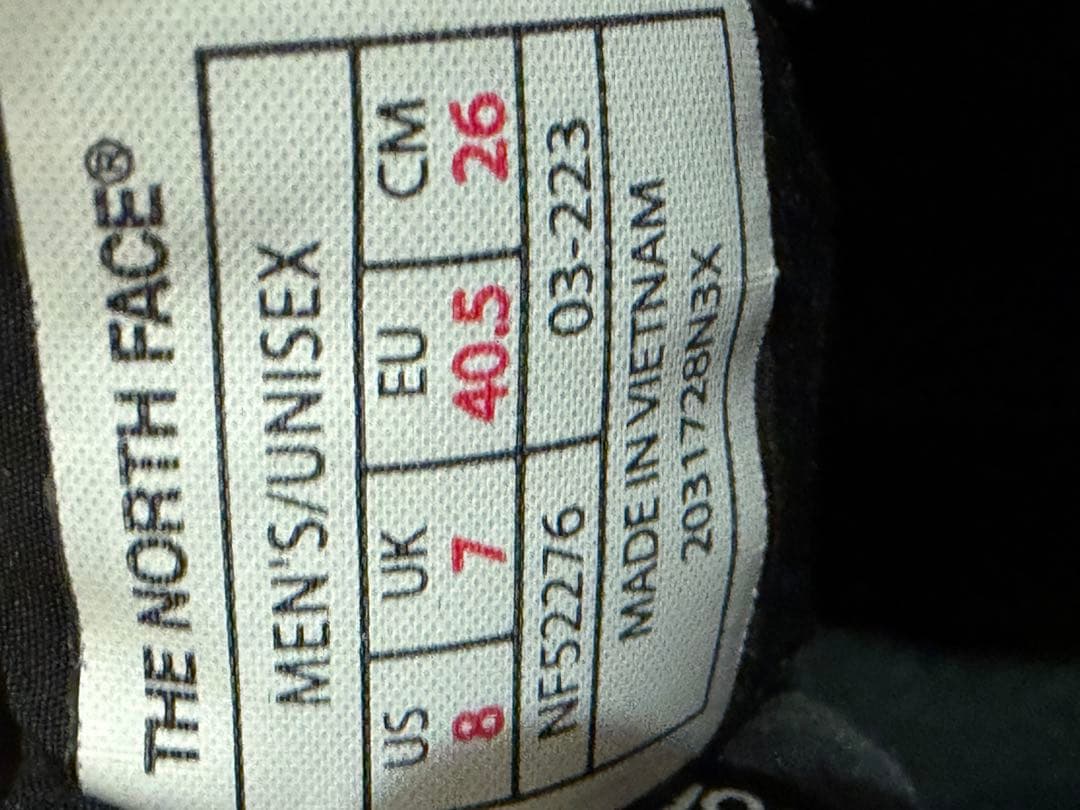 THE NORTH FACE®
MEN'S/UNISEX
US UK EU CM
8 7 40.5 26
NF52276 03-223
MADE IN VIETNAM
2031728N3X